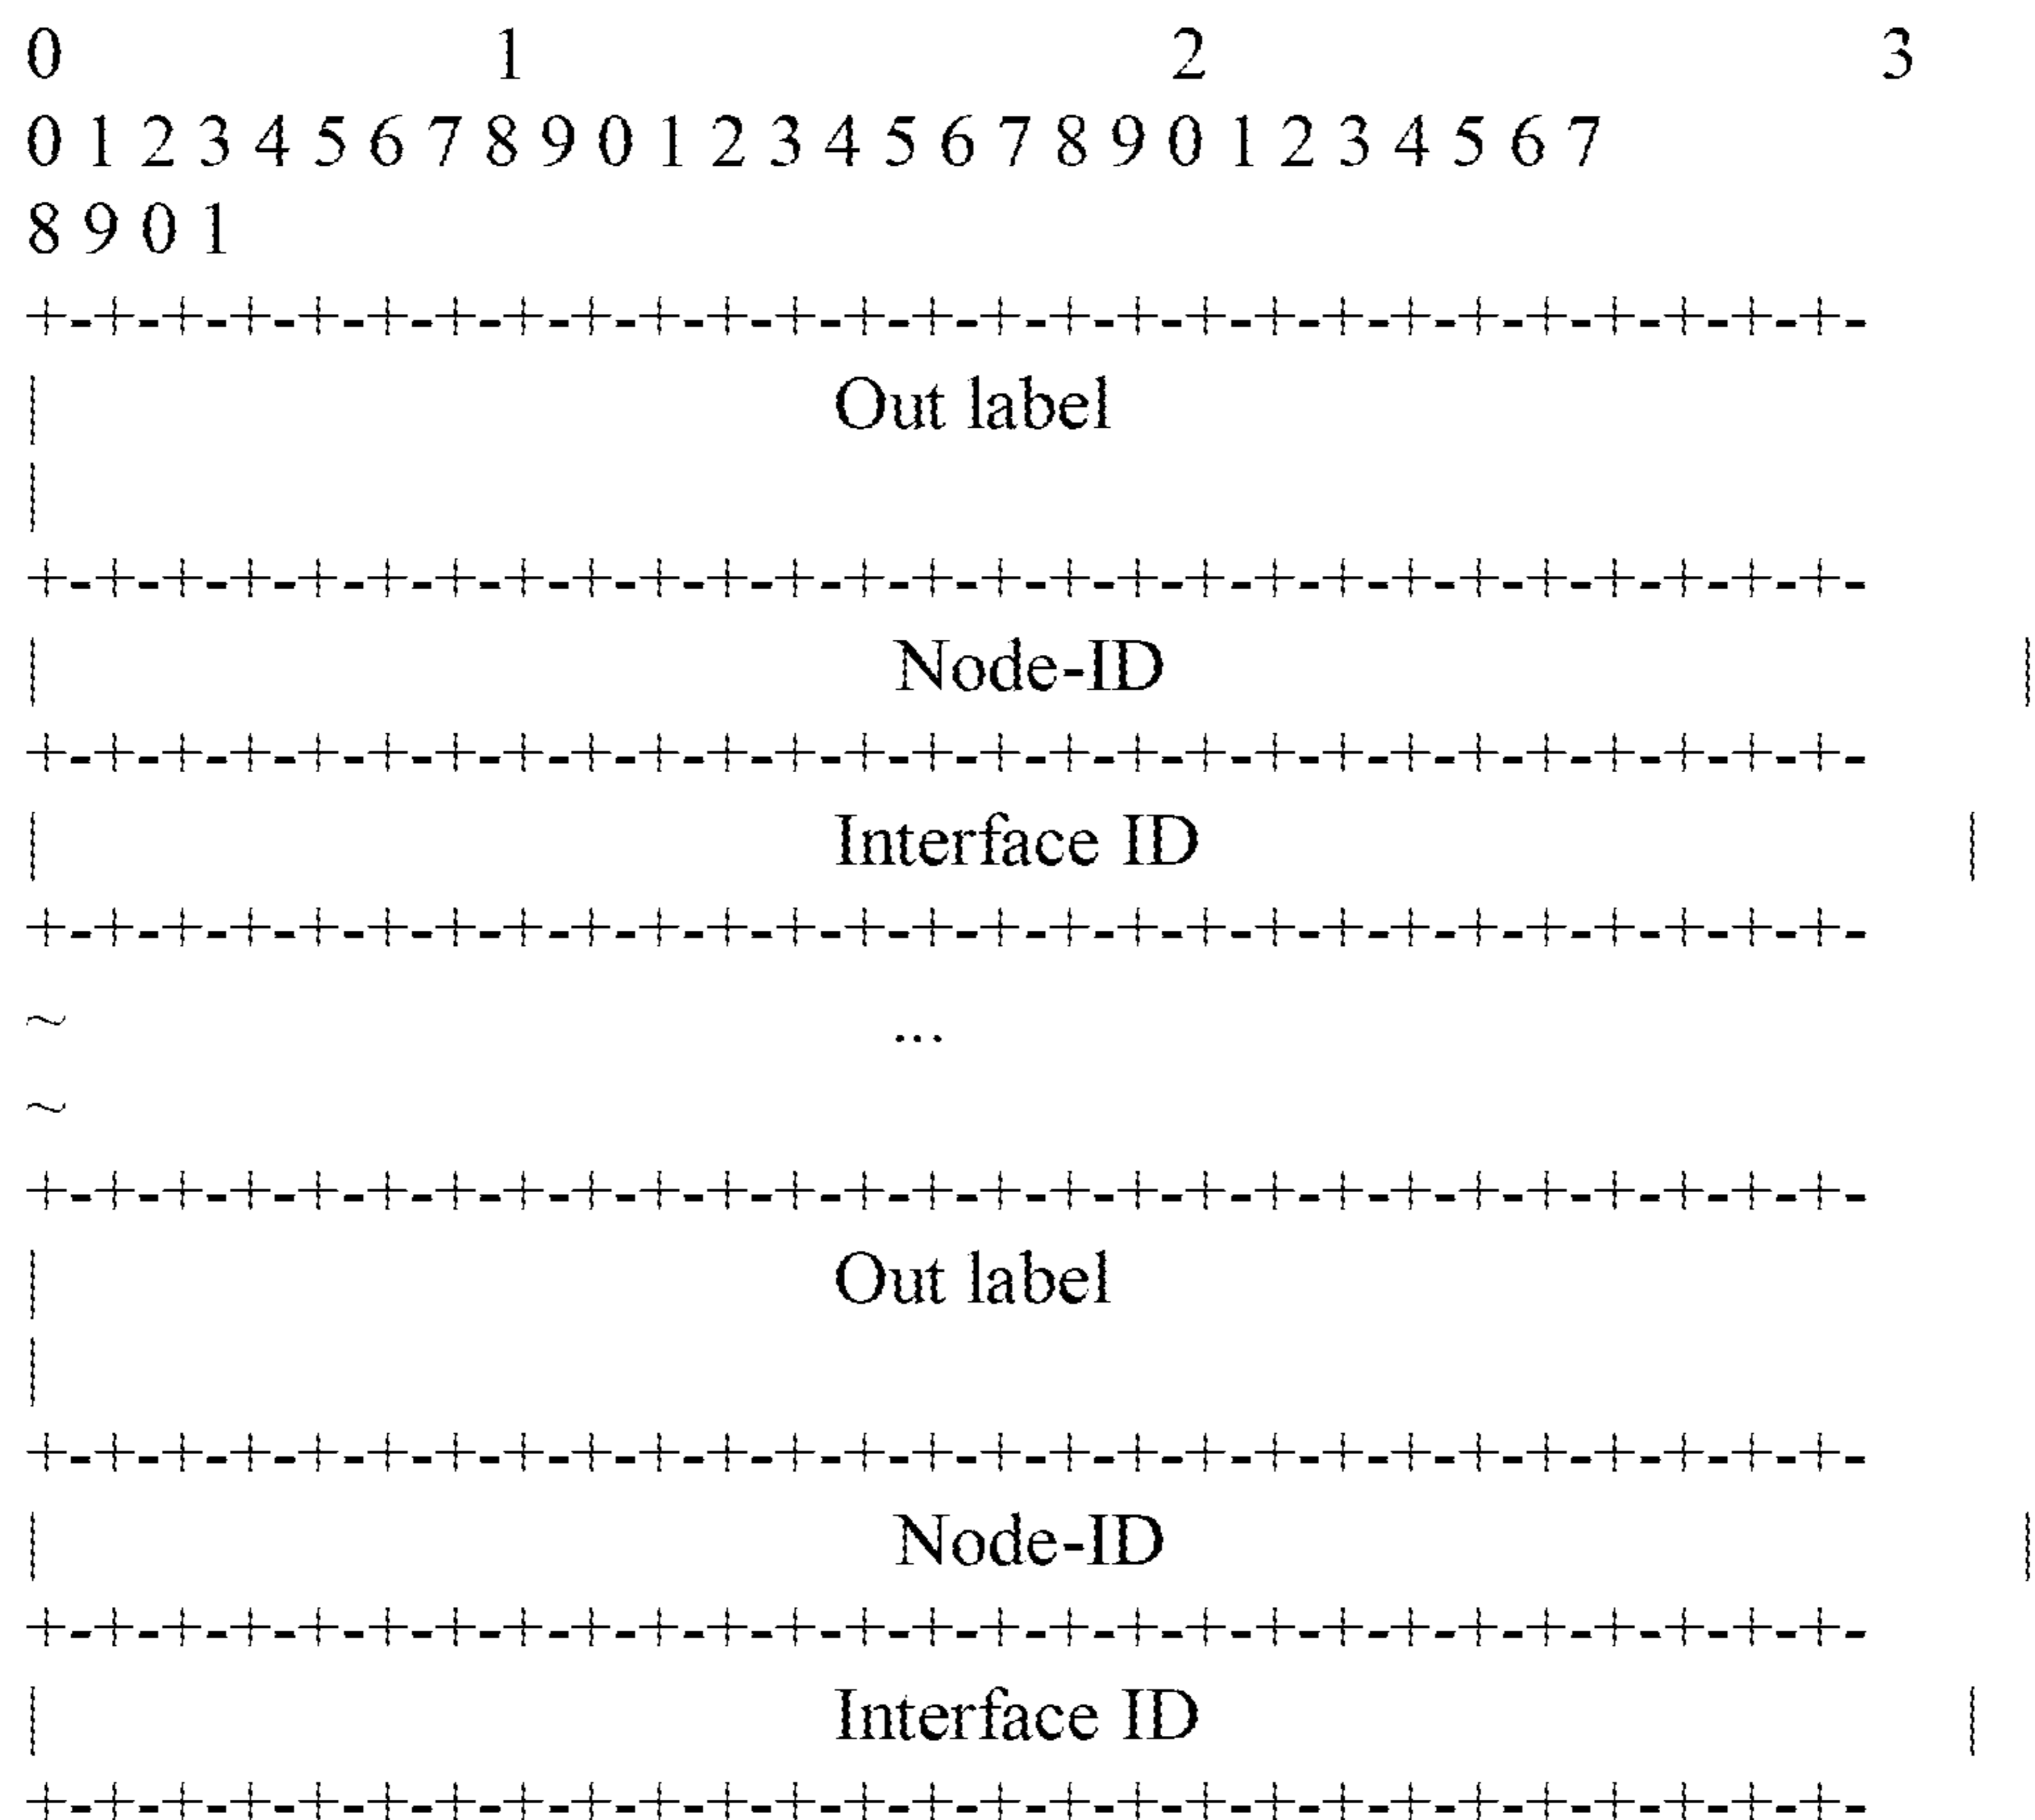 0 1 2 3
0 1 2 3 4 5 6 7 8 9 0 1 2 3 4 5 6 7 8 9 0 1 2 3 4 5 6 7
8 9 0 1
+-+-+-+-+-+-+-+-+-+-+-+-+-+-+-+-+-+-+-+-+-+-+-+-+-+-+-
| Out label
|
+-+-+-+-+-+-+-+-+-+-+-+-+-+-+-+-+-+-+-+-+-+-+-+-+-+-+-
| Node-ID |
+-+-+-+-+-+-+-+-+-+-+-+-+-+-+-+-+-+-+-+-+-+-+-+-+-+-+-
| Interface ID |
+-+-+-+-+-+-+-+-+-+-+-+-+-+-+-+-+-+-+-+-+-+-+-+-+-+-+-
~ ...
~
+-+-+-+-+-+-+-+-+-+-+-+-+-+-+-+-+-+-+-+-+-+-+-+-+-+-+-
| Out label
|
+-+-+-+-+-+-+-+-+-+-+-+-+-+-+-+-+-+-+-+-+-+-+-+-+-+-+-
| Node-ID |
+-+-+-+-+-+-+-+-+-+-+-+-+-+-+-+-+-+-+-+-+-+-+-+-+-+-+-
| Interface ID |
+-+-+-+-+-+-+-+-+-+-+-+-+-+-+-+-+-+-+-+-+-+-+-+-+-+-+-